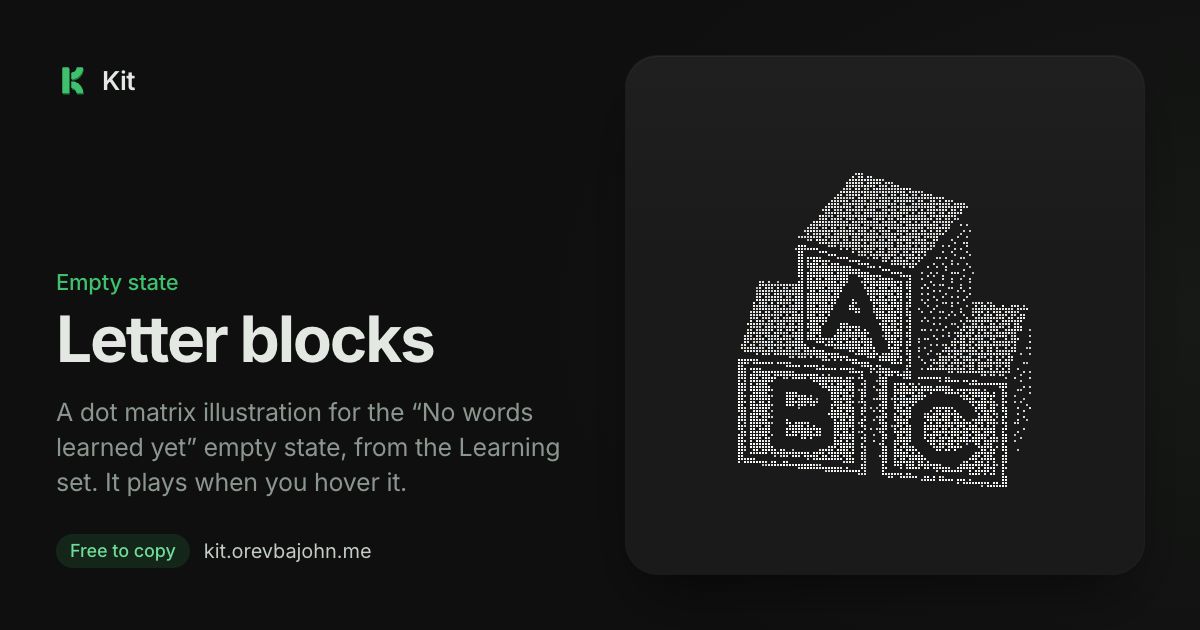 Kit
Empty state
Letter blocks
A dot matrix illustration for the “No words
learned yet” empty state, from the Learning
set. It plays when you hover it.
Free to copy
kit.orevbajohn.me
A
B
C